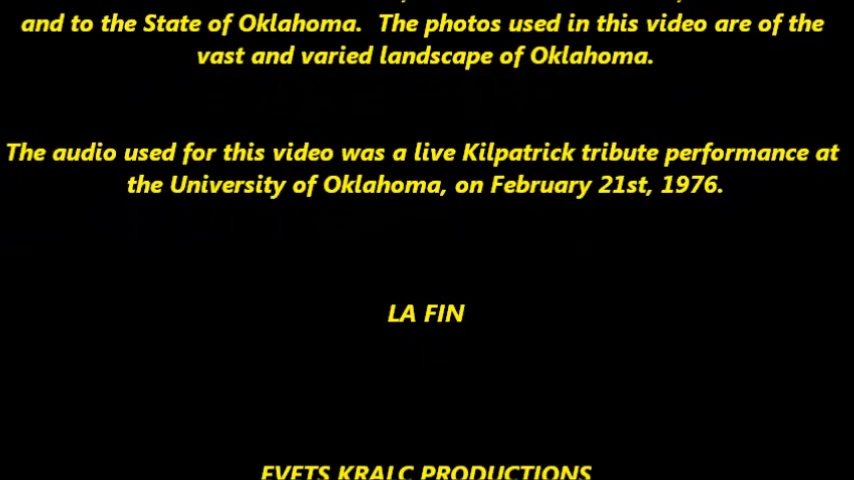 and to the State of Oklahoma. The photos used in this video are of the
vast and varied landscape of Oklahoma.
The audio used for this video was a live Kilpatrick tribute performance at
the University of Oklahoma, on February 21st, 1976.
LA FIN
EVETS KRALC PRODUCTIONS